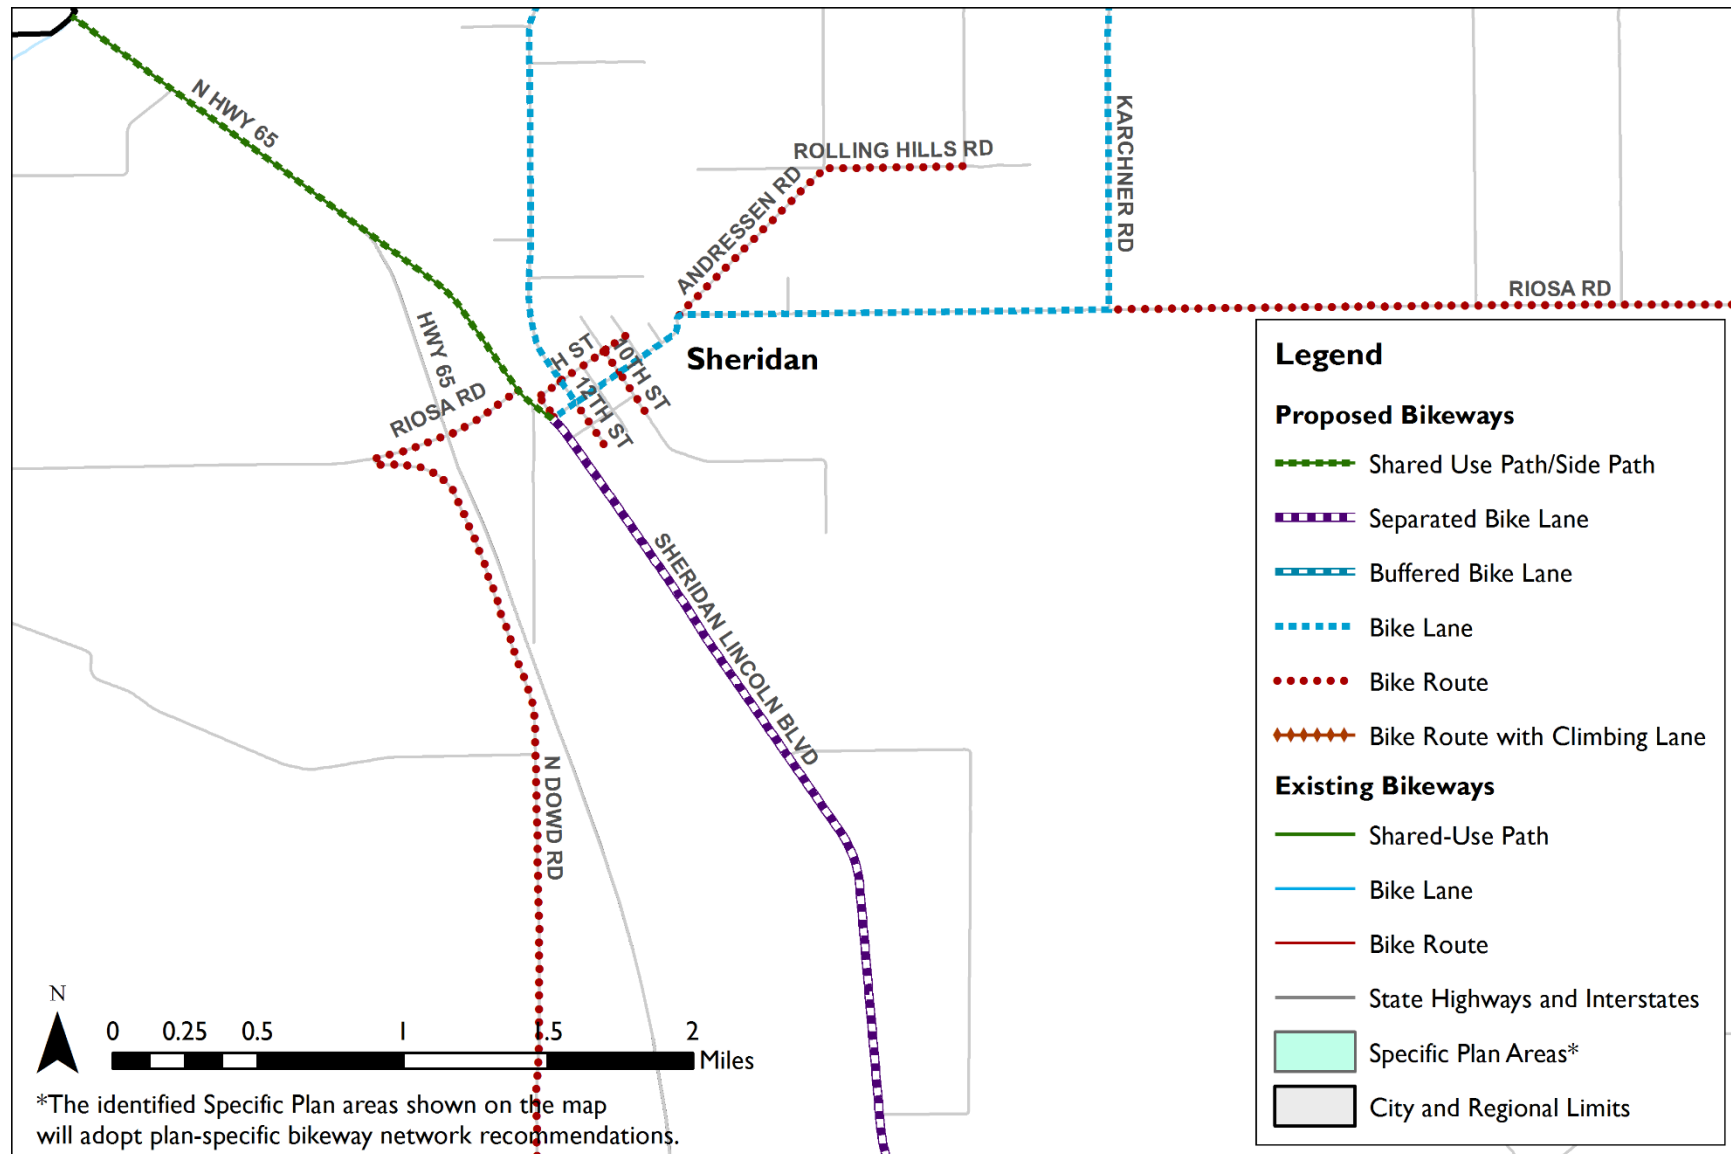 N HWY 65
KARCHNER RD
ROLLING HILLS RD
ANDRESSEN RD
RIOSA RD
HWY 65
H ST
10TH ST
12TH ST
Sheridan
RIOSA RD
SHERIDAN LINCOLN BLVD
N DOWD RD
Legend
Proposed Bikeways
Shared Use Path/Side Path
Separated Bike Lane
Buffered Bike Lane
Bike Lane
Bike Route
Bike Route with Climbing Lane
Existing Bikeways
Shared-Use Path
Bike Lane
Bike Route
State Highways and Interstates
Specific Plan Areas*
City and Regional Limits
N
0 0.25 0.5 1 1.5 2
Miles
*The identified Specific Plan areas shown on the map
will adopt plan-specific bikeway network recommendations.